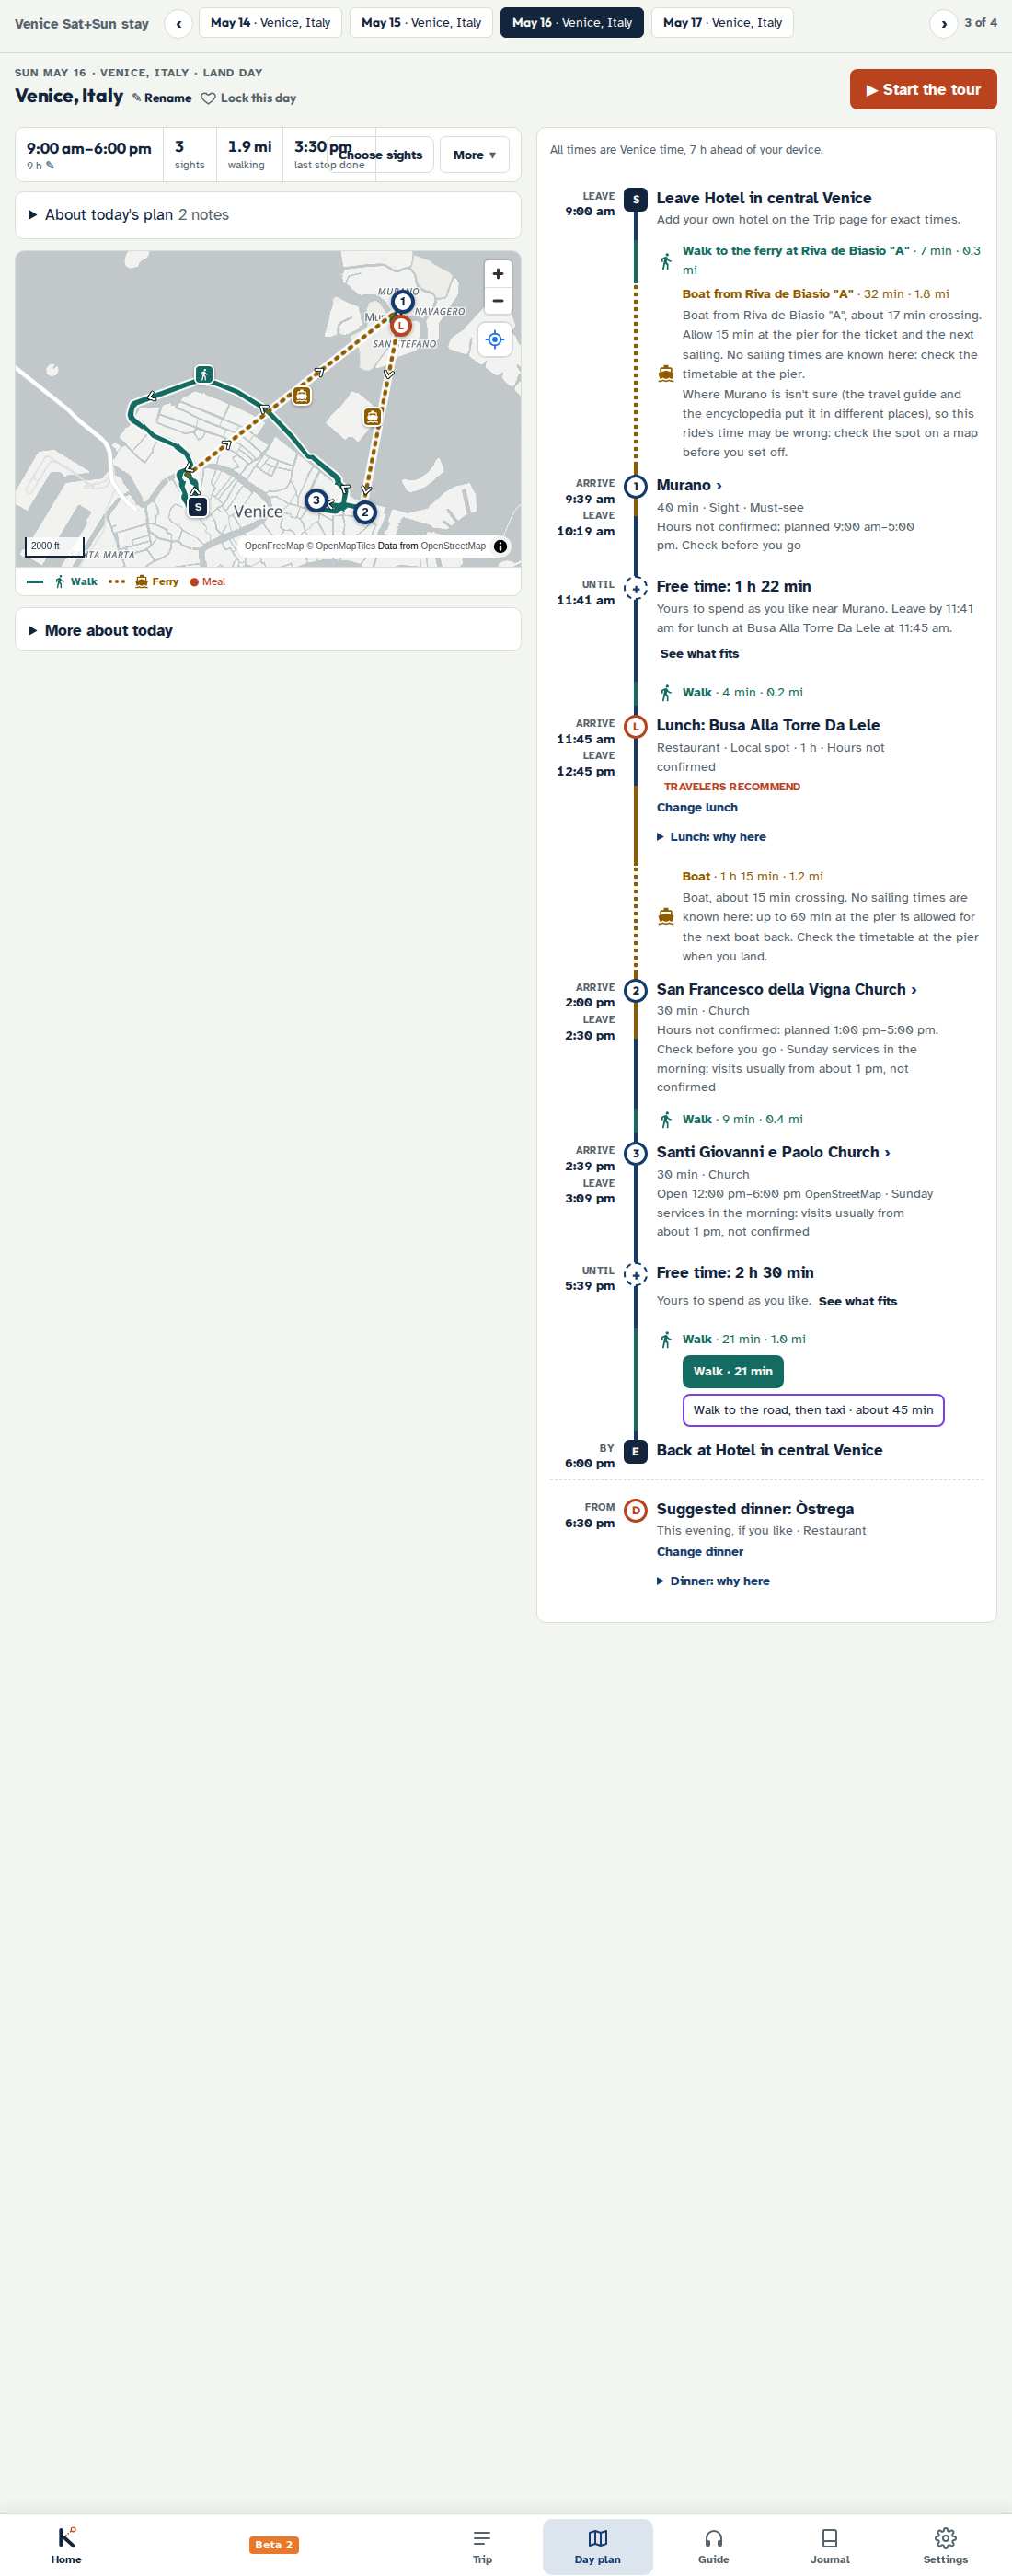 Venice Sat+Sun stay
‹
May 14 · Venice, Italy
May 15 · Venice, Italy
May 16 · Venice, Italy
May 17 · Venice, Italy
›
3 of 4
SUN MAY 16 · VENICE, ITALY · LAND DAY
Venice, Italy ✎ Rename Lock this day
▶ Start the tour
9:00 am–6:00 pm
9 h ✎
3
sights
1.9 mi
walking
3:30 pm
last stop done
Choose sights
More ▾
▶ About today's plan 2 notes
MURANO
1
Mur
NAVAGERO
L
SAN STEFANO
+
−
S
3
2
Venice
2000 ft
NTA MARTA
OpenFreeMap © OpenMapTiles Data from OpenStreetMap
Walk Ferry Meal
▶ More about today
All times are Venice time, 7 h ahead of your device.
LEAVE
9:00 am
S
Leave Hotel in central Venice
Add your own hotel on the Trip page for exact times.
Walk to the ferry at Riva de Biasio "A" · 7 min · 0.3
mi
Boat from Riva de Biasio "A" · 32 min · 1.8 mi
Boat from Riva de Biasio "A", about 17 min crossing.
Allow 15 min at the pier for the ticket and the next
sailing. No sailing times are known here: check the
timetable at the pier.
Where Murano is isn't sure (the travel guide and
the encyclopedia put it in different places), so this
ride's time may be wrong: check the spot on a map
before you set off.
ARRIVE
9:39 am
LEAVE
10:19 am
1
Murano ›
40 min · Sight · Must-see
Hours not confirmed: planned 9:00 am–5:00
pm. Check before you go
UNTIL
11:41 am
+
Free time: 1 h 22 min
Yours to spend as you like near Murano. Leave by 11:41
am for lunch at Busa Alla Torre Da Lele at 11:45 am.
See what fits
Walk · 4 min · 0.2 mi
ARRIVE
11:45 am
LEAVE
12:45 pm
L
Lunch: Busa Alla Torre Da Lele
Restaurant · Local spot · 1 h · Hours not
confirmed
TRAVELERS RECOMMEND
Change lunch
▶ Lunch: why here
Boat · 1 h 15 min · 1.2 mi
Boat, about 15 min crossing. No sailing times are
known here: up to 60 min at the pier is allowed for
the next boat back. Check the timetable at the pier
when you land.
ARRIVE
2:00 pm
LEAVE
2:30 pm
2
San Francesco della Vigna Church ›
30 min · Church
Hours not confirmed: planned 1:00 pm–5:00 pm.
Check before you go · Sunday services in the
morning: visits usually from about 1 pm, not
confirmed
Walk · 9 min · 0.4 mi
ARRIVE
2:39 pm
LEAVE
3:09 pm
3
Santi Giovanni e Paolo Church ›
30 min · Church
Open 12:00 pm–6:00 pm OpenStreetMap · Sunday
services in the morning: visits usually from
about 1 pm, not confirmed
UNTIL
5:39 pm
+
Free time: 2 h 30 min
Yours to spend as you like. See what fits
Walk · 21 min · 1.0 mi
Walk · 21 min
Walk to the road, then taxi · about 45 min
BY
6:00 pm
E
Back at Hotel in central Venice
FROM
6:30 pm
D
Suggested dinner: Òstrega
This evening, if you like · Restaurant
Change dinner
▶ Dinner: why here
Home
Beta 2
Trip
Day plan
Guide
Journal
Settings